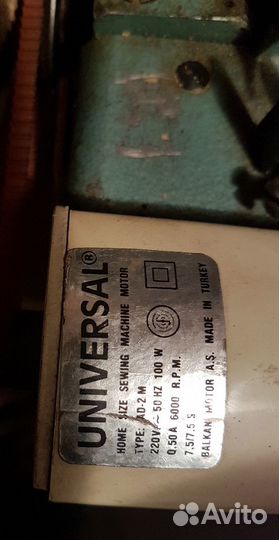 UNIVERSAL®
HOME SIZE SEWING MACHINE MOTOR
TYPE: AD-2 M
220V ~ 50 HZ 100 W
0,50 A 6000 R.P.M.
7,5/7,5 S
BALKAN MOTOR A.S. MADE IN TURKEY
Avito